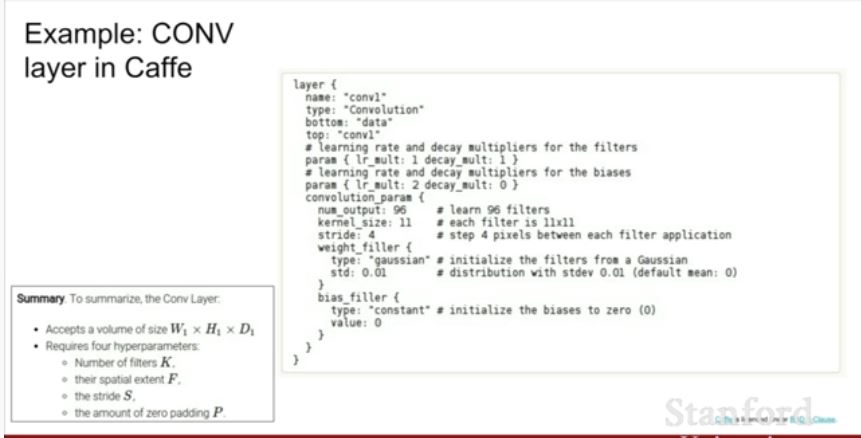 Example: CONV
layer in Caffe
layer {
  name: "conv1"
  type: "Convolution"
  bottom: "data"
  top: "conv1"
  # learning rate and decay multipliers for the filters
  param { lr_mult: 1 decay_mult: 1 }
  # learning rate and decay multipliers for the biases
  param { lr_mult: 2 decay_mult: 0 }
  convolution_param {
    num_output: 96     # learn 96 filters
    kernel_size: 11    # each filter is 11x11
    stride: 4          # step 4 pixels between each filter application
    weight_filler {
      type: "gaussian" # initialize the filters from a Gaussian
      std: 0.01        # distribution with stdev 0.01 (default mean: 0)
    }
    bias_filler {
      type: "constant" # initialize the biases to zero (0)
      value: 0
    }
  }
}
Summary. To summarize, the Conv Layer:
• Accepts a volume of size W₁ × H₁ × D₁
• Requires four hyperparameters:
◦ Number of filters K,
◦ their spatial extent F,
◦ the stride S,
◦ the amount of zero padding P.
Stanford